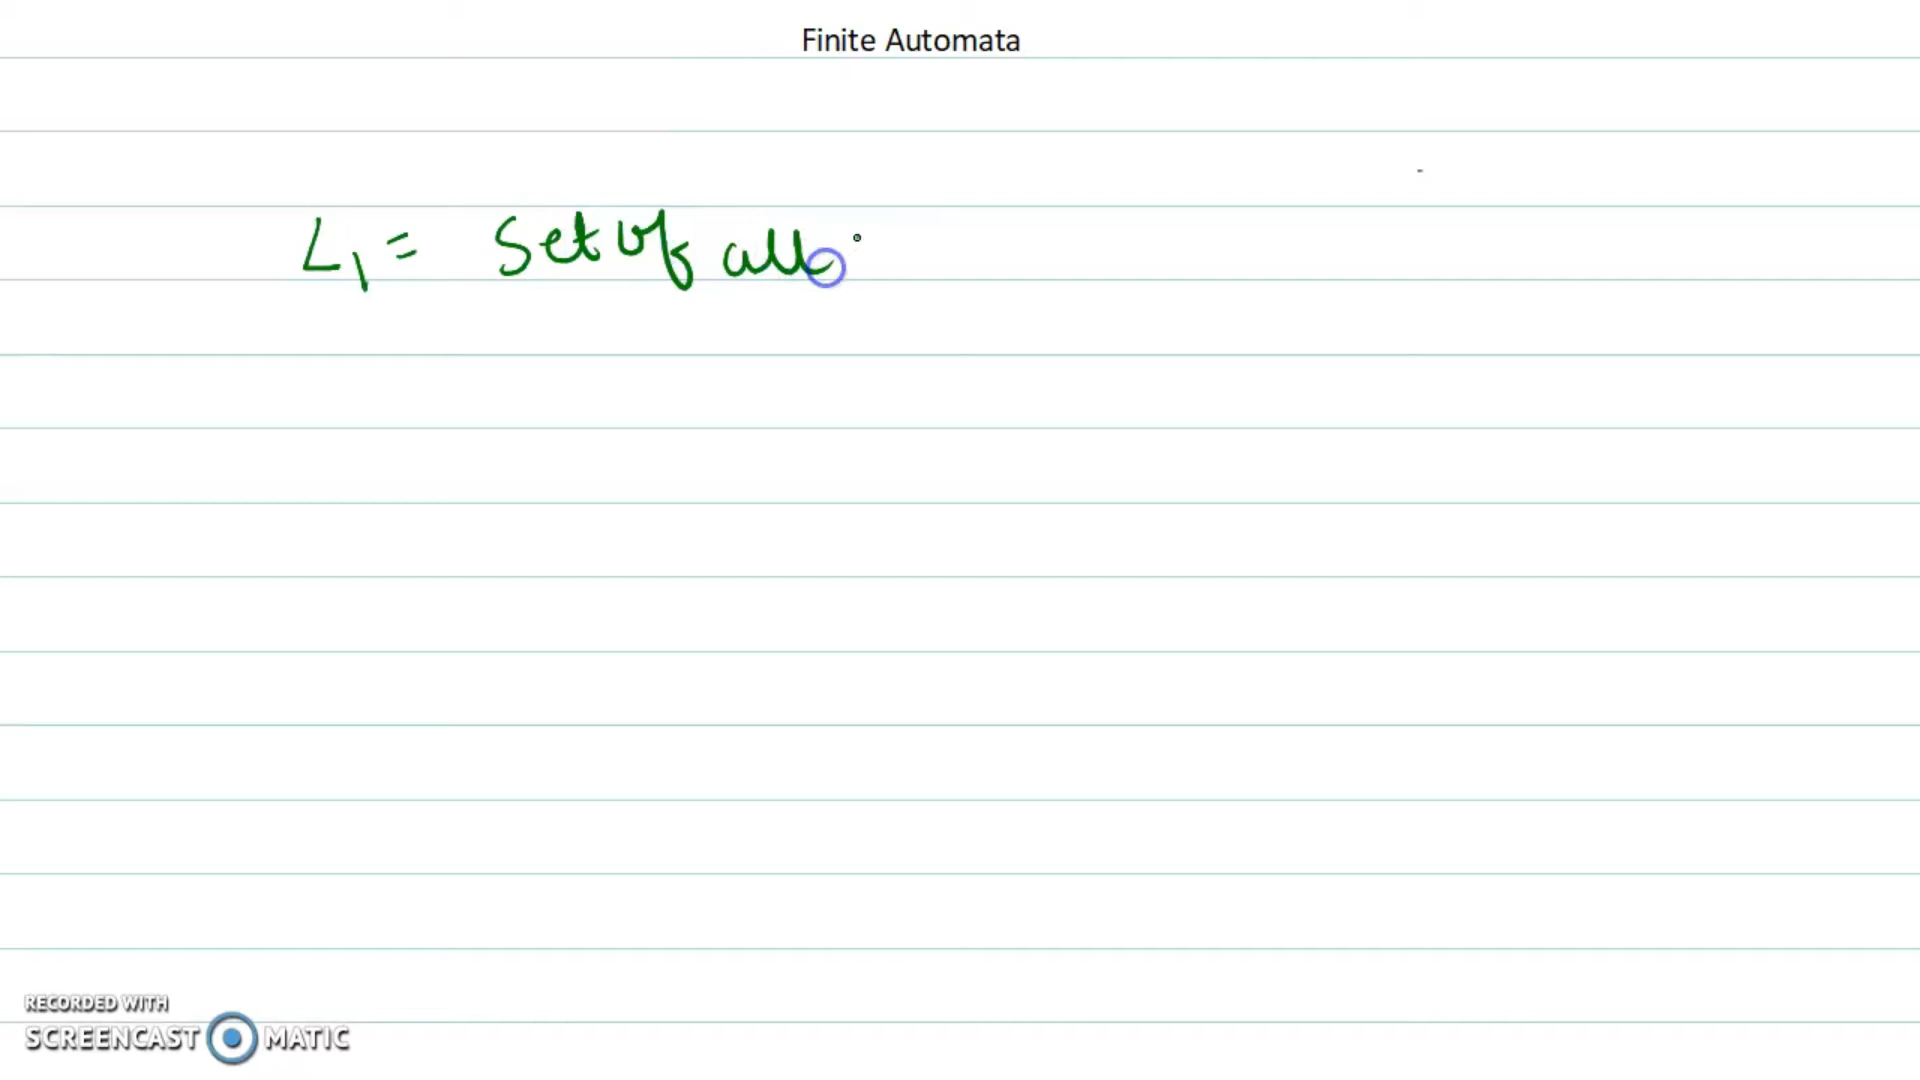 Finite Automata
L₁ = Set of all
RECORDED WITH
SCREENCAST MATIC